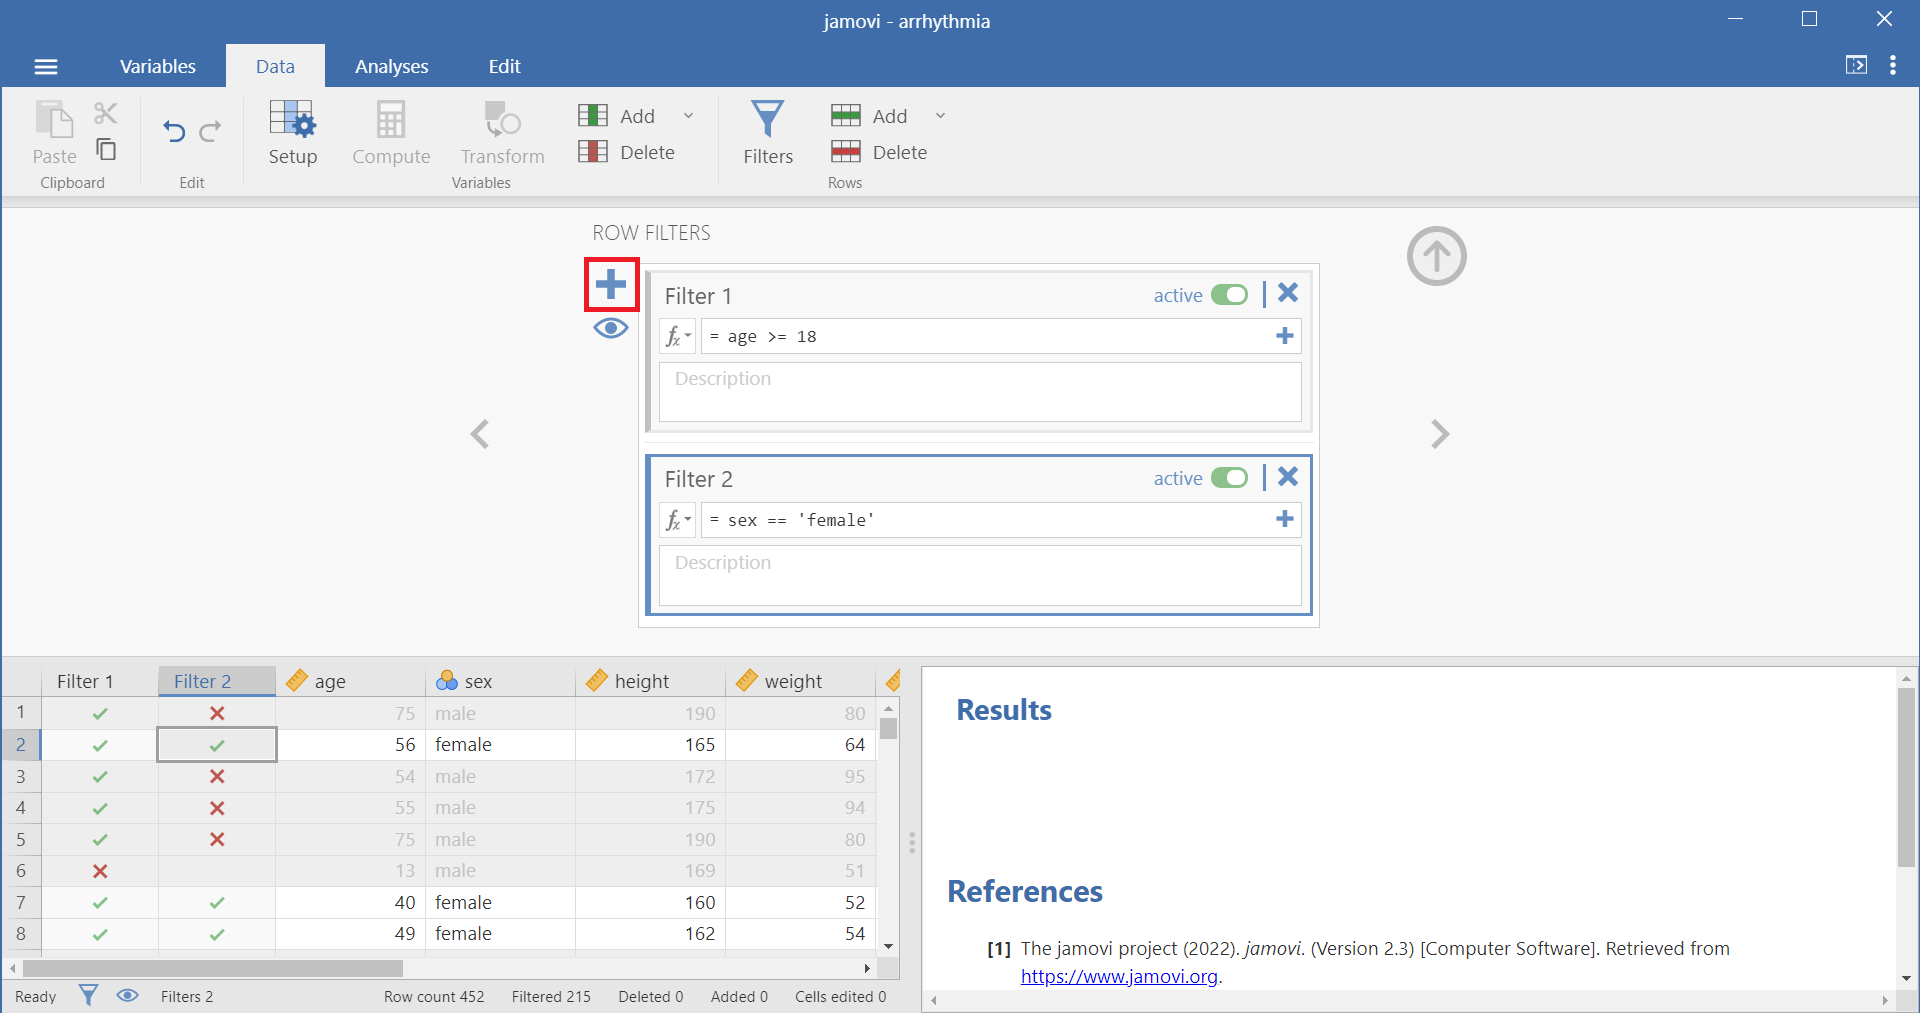 jamovi - arrhythmia
Variables Data Analyses Edit
Paste Setup Compute Transform Add Delete Filters Add Delete
Clipboard Edit Variables Rows
ROW FILTERS
Filter 1 active
fx = age >= 18
Description
Filter 2 active
fx = sex == 'female'
Description
Filter 1 Filter 2 age sex height weight
1 75 male 190 80
2 56 female 165 64
3 54 male 172 95
4 55 male 175 94
5 75 male 190 80
6 13 male 169 51
7 40 female 160 52
8 49 female 162 54
Ready Filters 2 Row count 452 Filtered 215 Deleted 0 Added 0 Cells edited 0
Results
References
[1] The jamovi project (2022). jamovi. (Version 2.3) [Computer Software]. Retrieved from
https://www.jamovi.org.